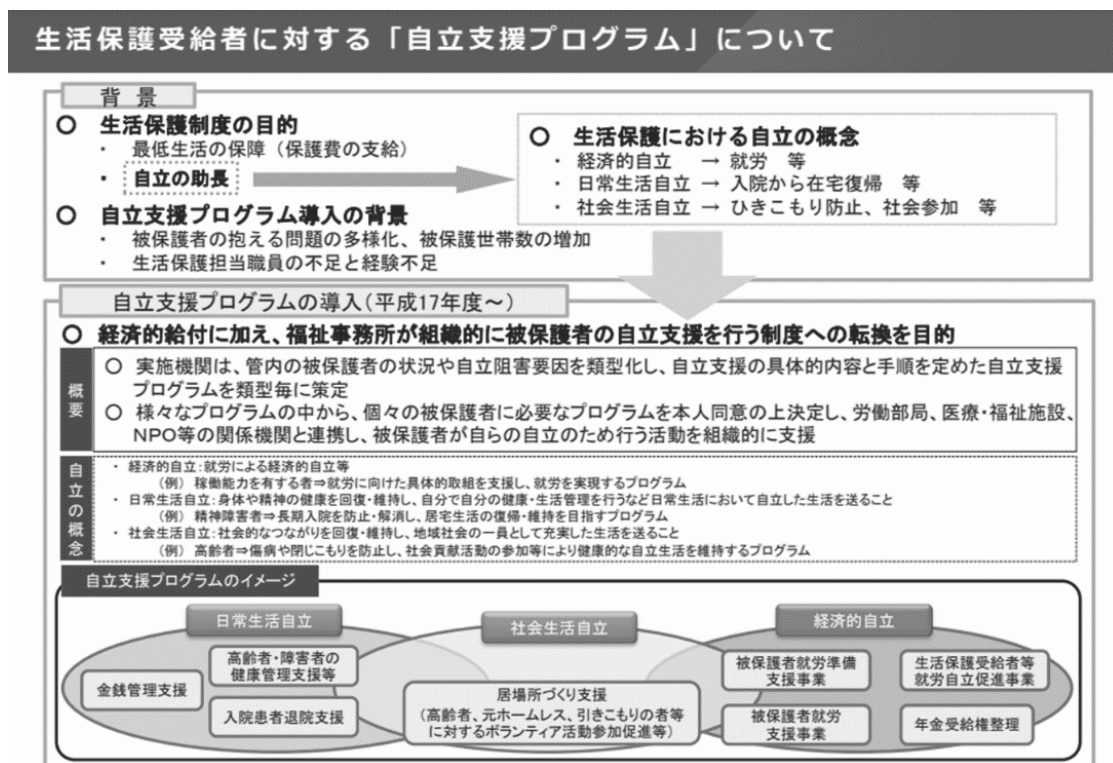 生活保護受給者に対する「自立支援プログラム」について
背 景
○ 生活保護制度の目的
・ 最低生活の保障（保護費の支給）
・ 自立の助長
○ 自立支援プログラム導入の背景
・ 被保護者の抱える問題の多様化、被保護世帯数の増加
・ 生活保護担当職員の不足と経験不足
○ 生活保護における自立の概念
・ 経済的自立 → 就労 等
・ 日常生活自立 → 入院から在宅復帰 等
・ 社会生活自立 → ひきこもり防止、社会参加 等
自立支援プログラムの導入（平成17年度～）
○ 経済的給付に加え、福祉事務所が組織的に被保護者の自立支援を行う制度への転換を目的
概要
○ 実施機関は、管内の被保護者の状況や自立阻害要因を類型化し、自立支援の具体的内容と手順を定めた自立支援
プログラムを類型毎に策定
○ 様々なプログラムの中から、個々の被保護者に必要なプログラムを本人同意の上決定し、労働部局、医療・福祉施設、
NPO等の関係機関と連携し、被保護者が自らの自立のため行う活動を組織的に支援
自立の概念
・ 経済的自立：就労による経済的自立等
（例） 稼働能力を有する者⇒就労に向けた具体的取組を支援し、就労を実現するプログラム
・ 日常生活自立：身体や精神の健康を回復・維持し、自分で自分の健康・生活管理を行うなど日常生活において自立した生活を送ること
（例） 精神障害者⇒長期入院を防止・解消し、居宅生活の復帰・維持を目指すプログラム
・ 社会生活自立：社会的なつながりを回復・維持し、地域社会の一員として充実した生活を送ること
（例） 高齢者⇒傷病や閉じこもりを防止し、社会貢献活動の参加等により健康的な自立生活を維持するプログラム
自立支援プログラムのイメージ
日常生活自立
金銭管理支援
高齢者・障害者の
健康管理支援等
入院患者退院支援
社会生活自立
居場所づくり支援
（高齢者、元ホームレス、引きこもりの者等
に対するボランティア活動参加促進等）
経済的自立
被保護者就労準備
支援事業
生活保護受給者等
就労自立促進事業
被保護者就労
支援事業
年金受給権整理